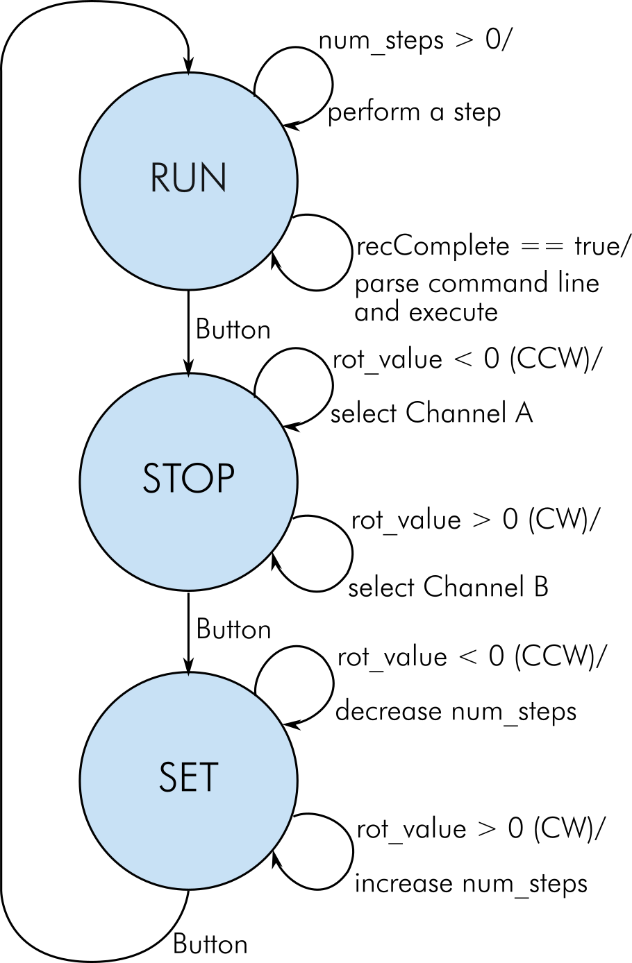 num_steps > 0/
perform a step
RUN
recComplete == true/
parse command line
and execute
Button
rot_value < 0 (CCW)/
select Channel A
STOP
rot_value > 0 (CW)/
select Channel B
Button
rot_value < 0 (CCW)/
decrease num_steps
SET
rot_value > 0 (CW)/
increase num_steps
Button